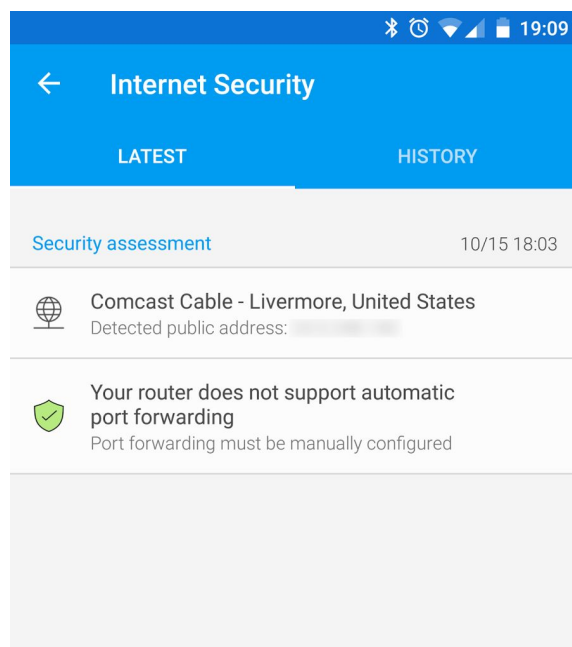 19:09
Internet Security
LATEST
HISTORY
Security assessment
10/15 18:03
Comcast Cable - Livermore, United States
Detected public address:
Your router does not support automatic
port forwarding
Port forwarding must be manually configured